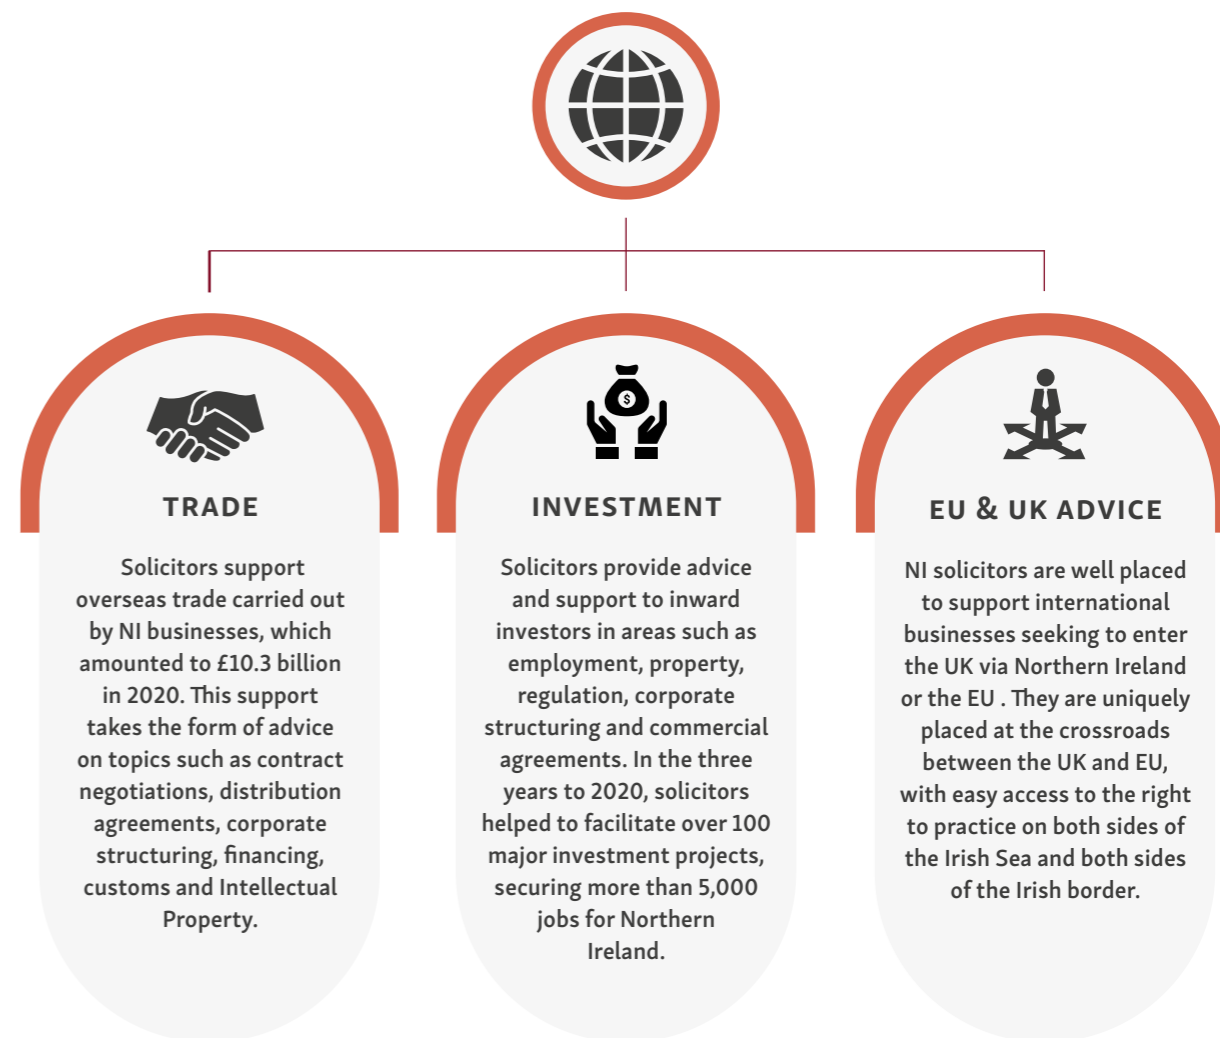 TRADE
Solicitors support
overseas trade carried out
by NI businesses, which
amounted to £10.3 billion
in 2020. This support
takes the form of advice
on topics such as contract
negotiations, distribution
agreements, corporate
structuring, financing,
customs and Intellectual
Property.
$
INVESTMENT
Solicitors provide advice
and support to inward
investors in areas such as
employment, property,
regulation, corporate
structuring and commercial
agreements. In the three
years to 2020, solicitors
helped to facilitate over 100
major investment projects,
securing more than 5,000
jobs for Northern
Ireland.
EU & UK ADVICE
NI solicitors are well placed
to support international
businesses seeking to enter
the UK via Northern Ireland
or the EU . They are uniquely
placed at the crossroads
between the UK and EU,
with easy access to the right
to practice on both sides of
the Irish Sea and both sides
of the Irish border.